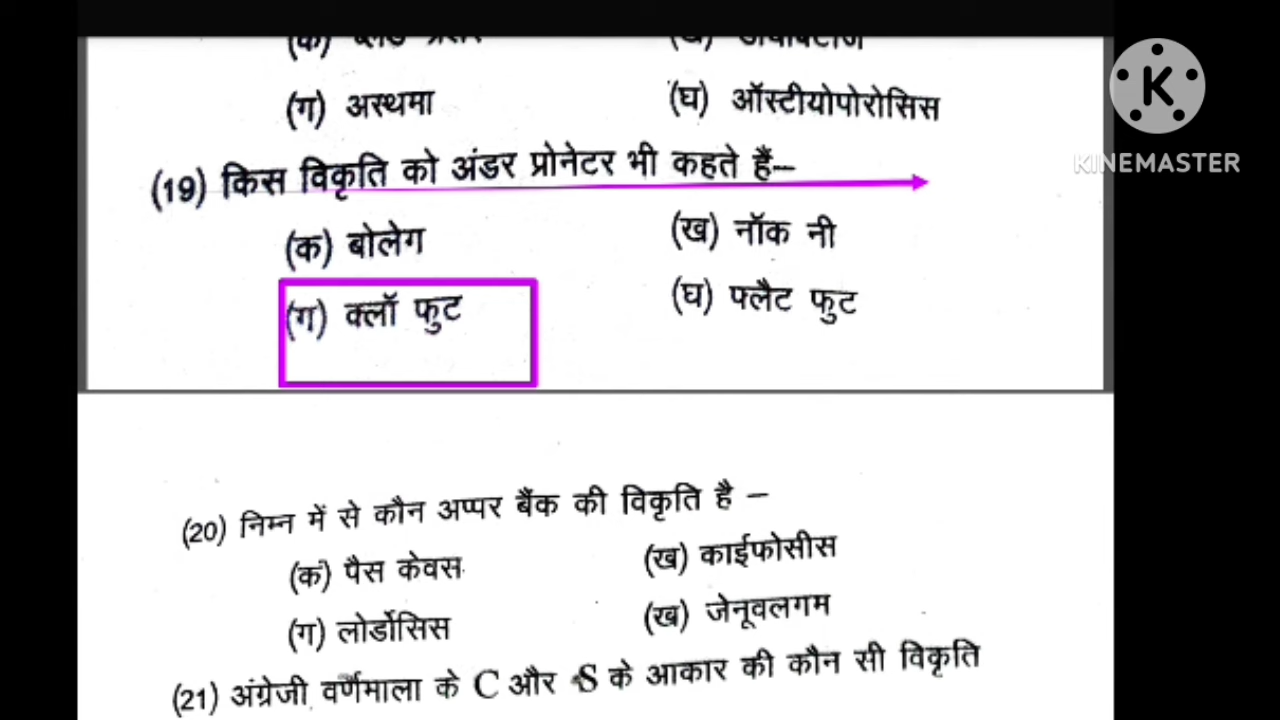 (ग) अस्थमा (घ) ऑस्टीयोपोरोसिस
K
KINEMASTER
(19) किस विकृति को अंडर प्रोनेटर भी कहते हैं–
(क) बोलेग (ख) नॉक नी
(ग) क्लॉ फुट (घ) फ्लैट फुट
(20) निम्न में से कौन अप्पर बैंक की विकृति है –
(क) पैस केवस (ख) काईफोसीस
(ग) लोर्डोसिस (ख) जेनूवलगम
(21) अंग्रेजी वर्णमाला के C और S के आकार की कौन सी विकृति